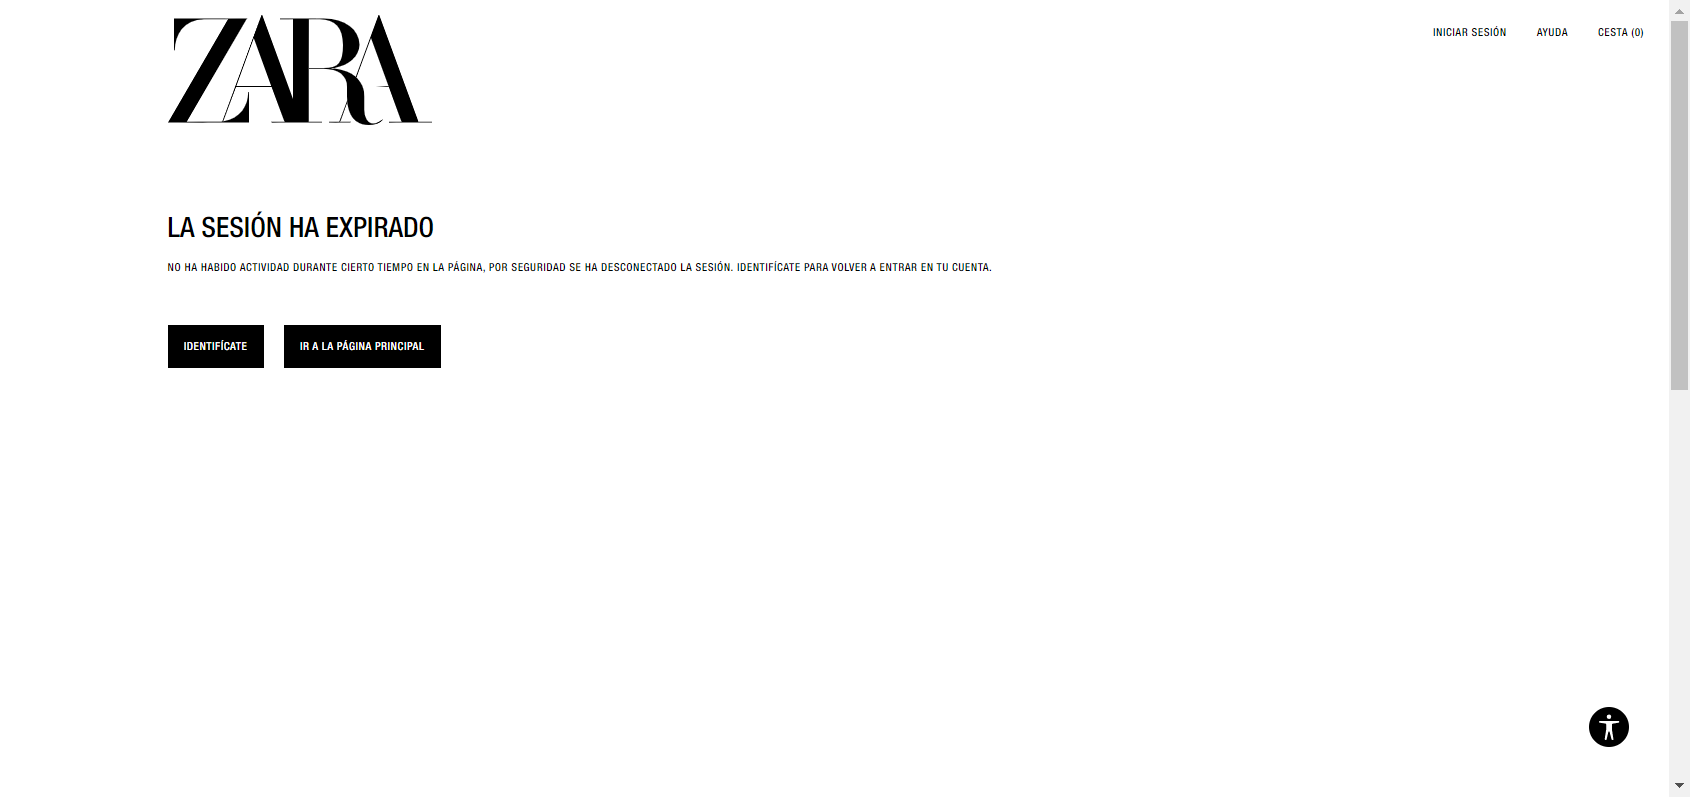 ZARA
INICIAR SESIÓN
AYUDA
CESTA (0)
LA SESIÓN HA EXPIRADO
NO HA HABIDO ACTIVIDAD DURANTE CIERTO TIEMPO EN LA PÁGINA, POR SEGURIDAD SE HA DESCONECTADO LA SESIÓN. IDENTIFÍCATE PARA VOLVER A ENTRAR EN TU CUENTA.
IDENTIFÍCATE
IR A LA PÁGINA PRINCIPAL